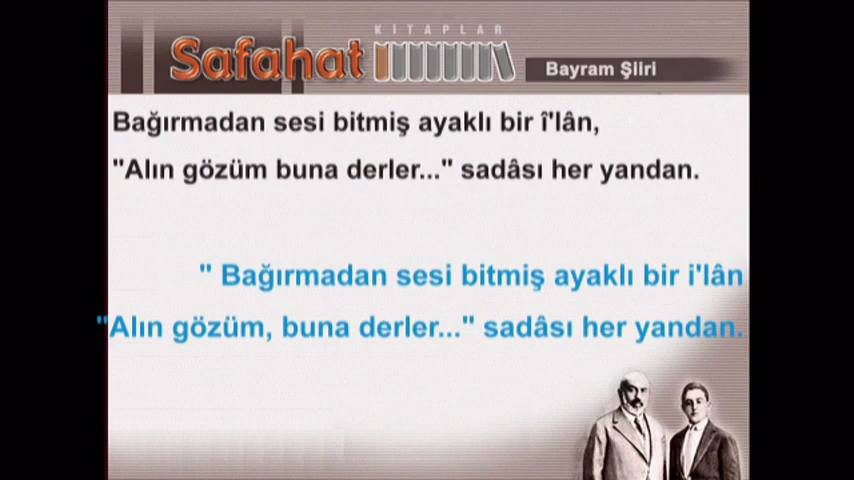 KİTAPLAR
Safahat
Bayram Şiiri
Bağırmadan sesi bitmiş ayaklı bir î'lân,
"Alın gözüm buna derler..." sadâsı her yandan.
" Bağırmadan sesi bitmiş ayaklı bir i'lân
"Alın gözüm, buna derler..." sadâsı her yandan.